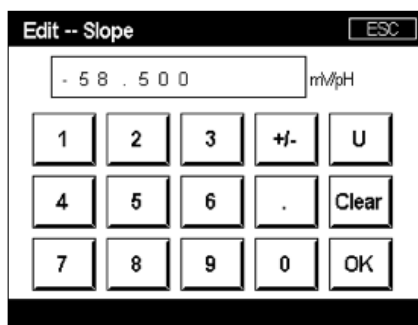 Edit -- Slope ESC
- 5 8 . 5 0 0 mV/pH
1 2 3 +/- U
4 5 6 . Clear
7 8 9 0 OK